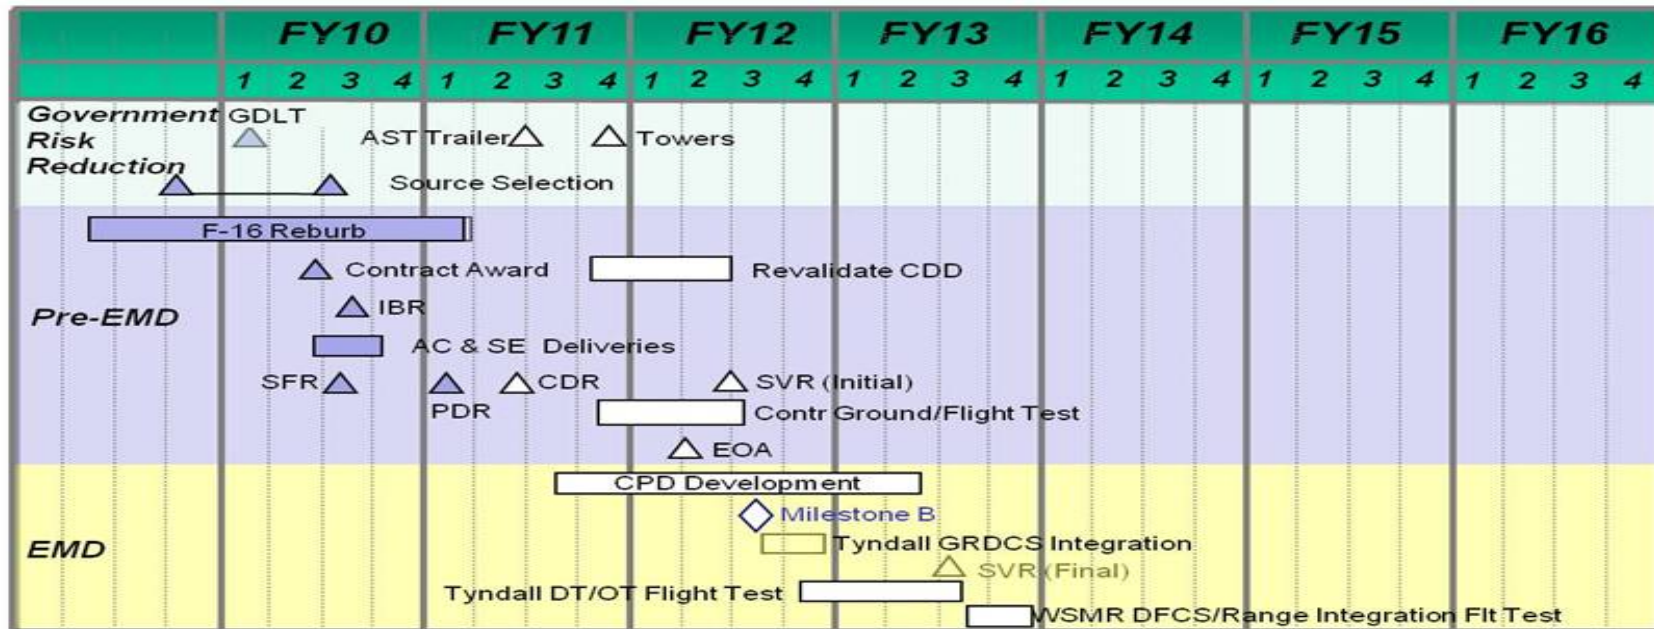 FY10 FY11 FY12 FY13 FY14 FY15 FY16
1 2 3 4 1 2 3 4 1 2 3 4 1 2 3 4 1 2 3 4 1 2 3 4 1 2 3 4
Government
Risk
Reduction
GDLT
AST Trailer
Towers
Source Selection
Pre-EMD
F-16 Reburb
Contract Award
Revalidate CDD
IBR
AC & SE Deliveries
SFR
PDR
CDR
SVR (Initial)
Contr Ground/Flight Test
EOA
EMD
CPD Development
Milestone B
Tyndall GRDCS Integration
SVR (Final)
Tyndall DT/OT Flight Test
WSMR DFCS/Range Integration Flt Test